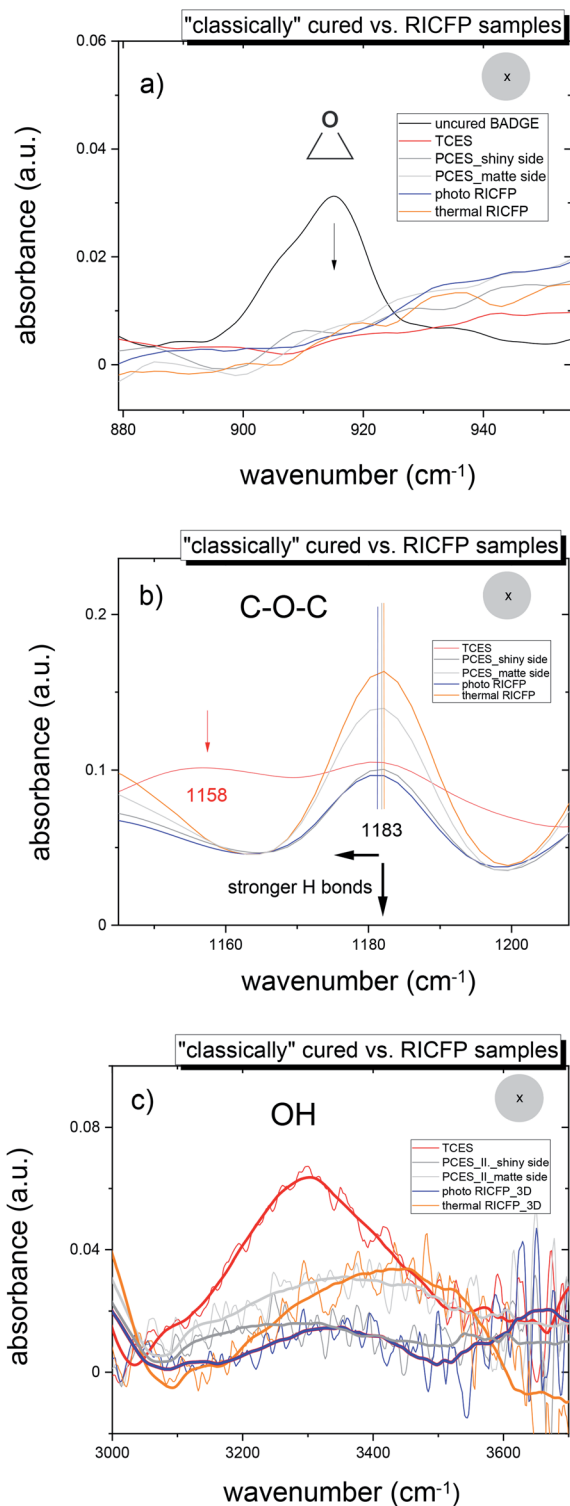 "classically" cured vs. RICFP samples
a)
x
O
uncured BADGE
TCES
PCES_shiny side
PCES_matte side
photo RICFP
thermal RICFP
0.06
0.04
0.02
0
absorbance (a.u.)
880 900 920 940
wavenumber (cm⁻¹)
"classically" cured vs. RICFP samples
b)
C-O-C
x
TCES
PCES_shiny side
PCES_matte side
photo RICFP
thermal RICFP
0.2
0.1
0
absorbance (a.u.)
1158
1183
stronger H bonds
1160 1180 1200
wavenumber (cm⁻¹)
"classically" cured vs. RICFP samples
c)
OH
x
TCES
PCES_II._shiny side
PCES_II_matte side
photo RICFP_3D
thermal RICFP_3D
0.08
0.04
0
absorbance (a.u.)
3000 3200 3400 3600
wavenumber (cm⁻¹)